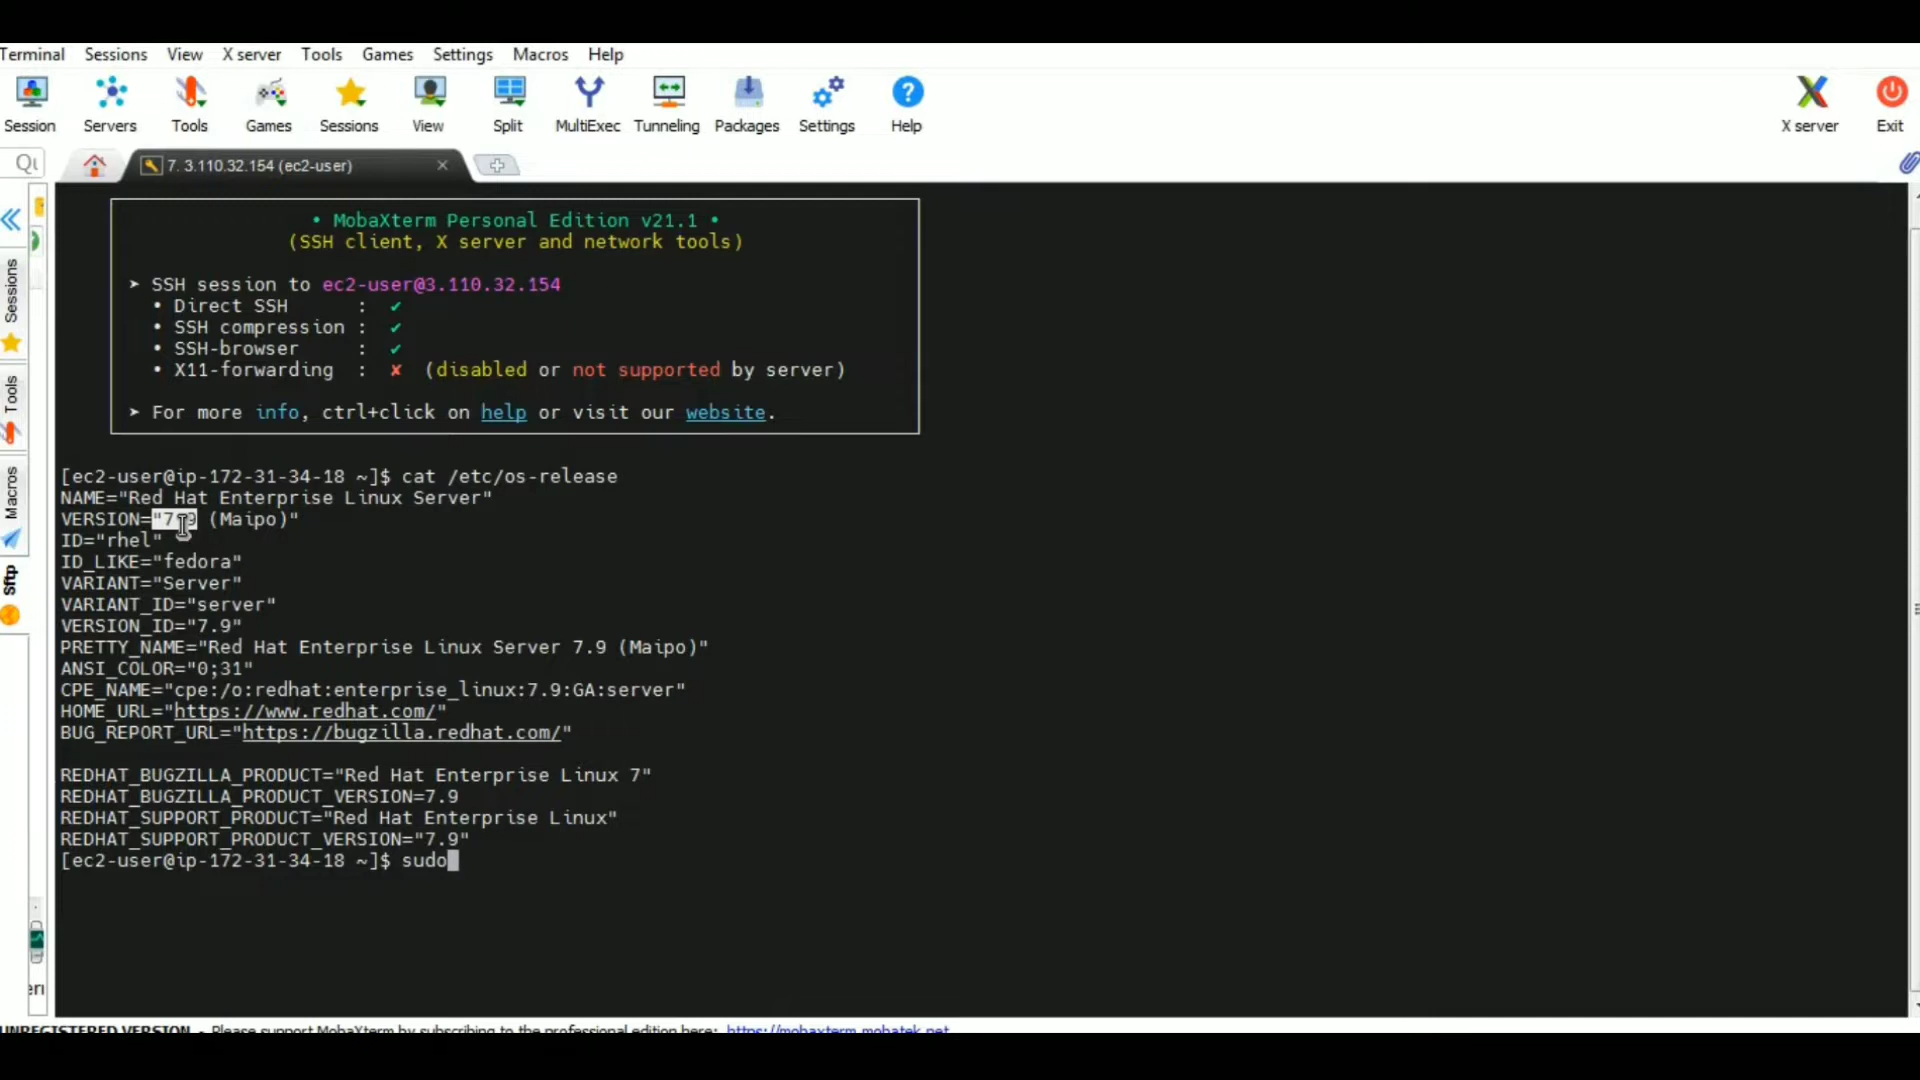 Terminal Sessions View X server Tools Games Settings Macros Help
Session Servers Tools Games Sessions View Split MultiExec Tunneling Packages Settings Help X server Exit
7. 3.110.32.154 (ec2-user)
Sessions
Tools
Macros
Sftp
• MobaXterm Personal Edition v21.1 •
(SSH client, X server and network tools)
➤ SSH session to ec2-user@3.110.32.154
• Direct SSH : ✔
• SSH compression : ✔
• SSH-browser : ✔
• X11-forwarding : ✘ (disabled or not supported by server)
➤ For more info, ctrl+click on help or visit our website.
[ec2-user@ip-172-31-34-18 ~]$ cat /etc/os-release
NAME="Red Hat Enterprise Linux Server"
VERSION="7.9 (Maipo)"
ID="rhel"
ID_LIKE="fedora"
VARIANT="Server"
VARIANT_ID="server"
VERSION_ID="7.9"
PRETTY_NAME="Red Hat Enterprise Linux Server 7.9 (Maipo)"
ANSI_COLOR="0;31"
CPE_NAME="cpe:/o:redhat:enterprise_linux:7.9:GA:server"
HOME_URL="https://www.redhat.com/"
BUG_REPORT_URL="https://bugzilla.redhat.com/"
REDHAT_BUGZILLA_PRODUCT="Red Hat Enterprise Linux 7"
REDHAT_BUGZILLA_PRODUCT_VERSION=7.9
REDHAT_SUPPORT_PRODUCT="Red Hat Enterprise Linux"
REDHAT_SUPPORT_PRODUCT_VERSION="7.9"
[ec2-user@ip-172-31-34-18 ~]$ sudo
UNREGISTERED VERSION - Please support MobaXterm by subscribing to the professional edition here: https://mobaxterm.mobatek.net